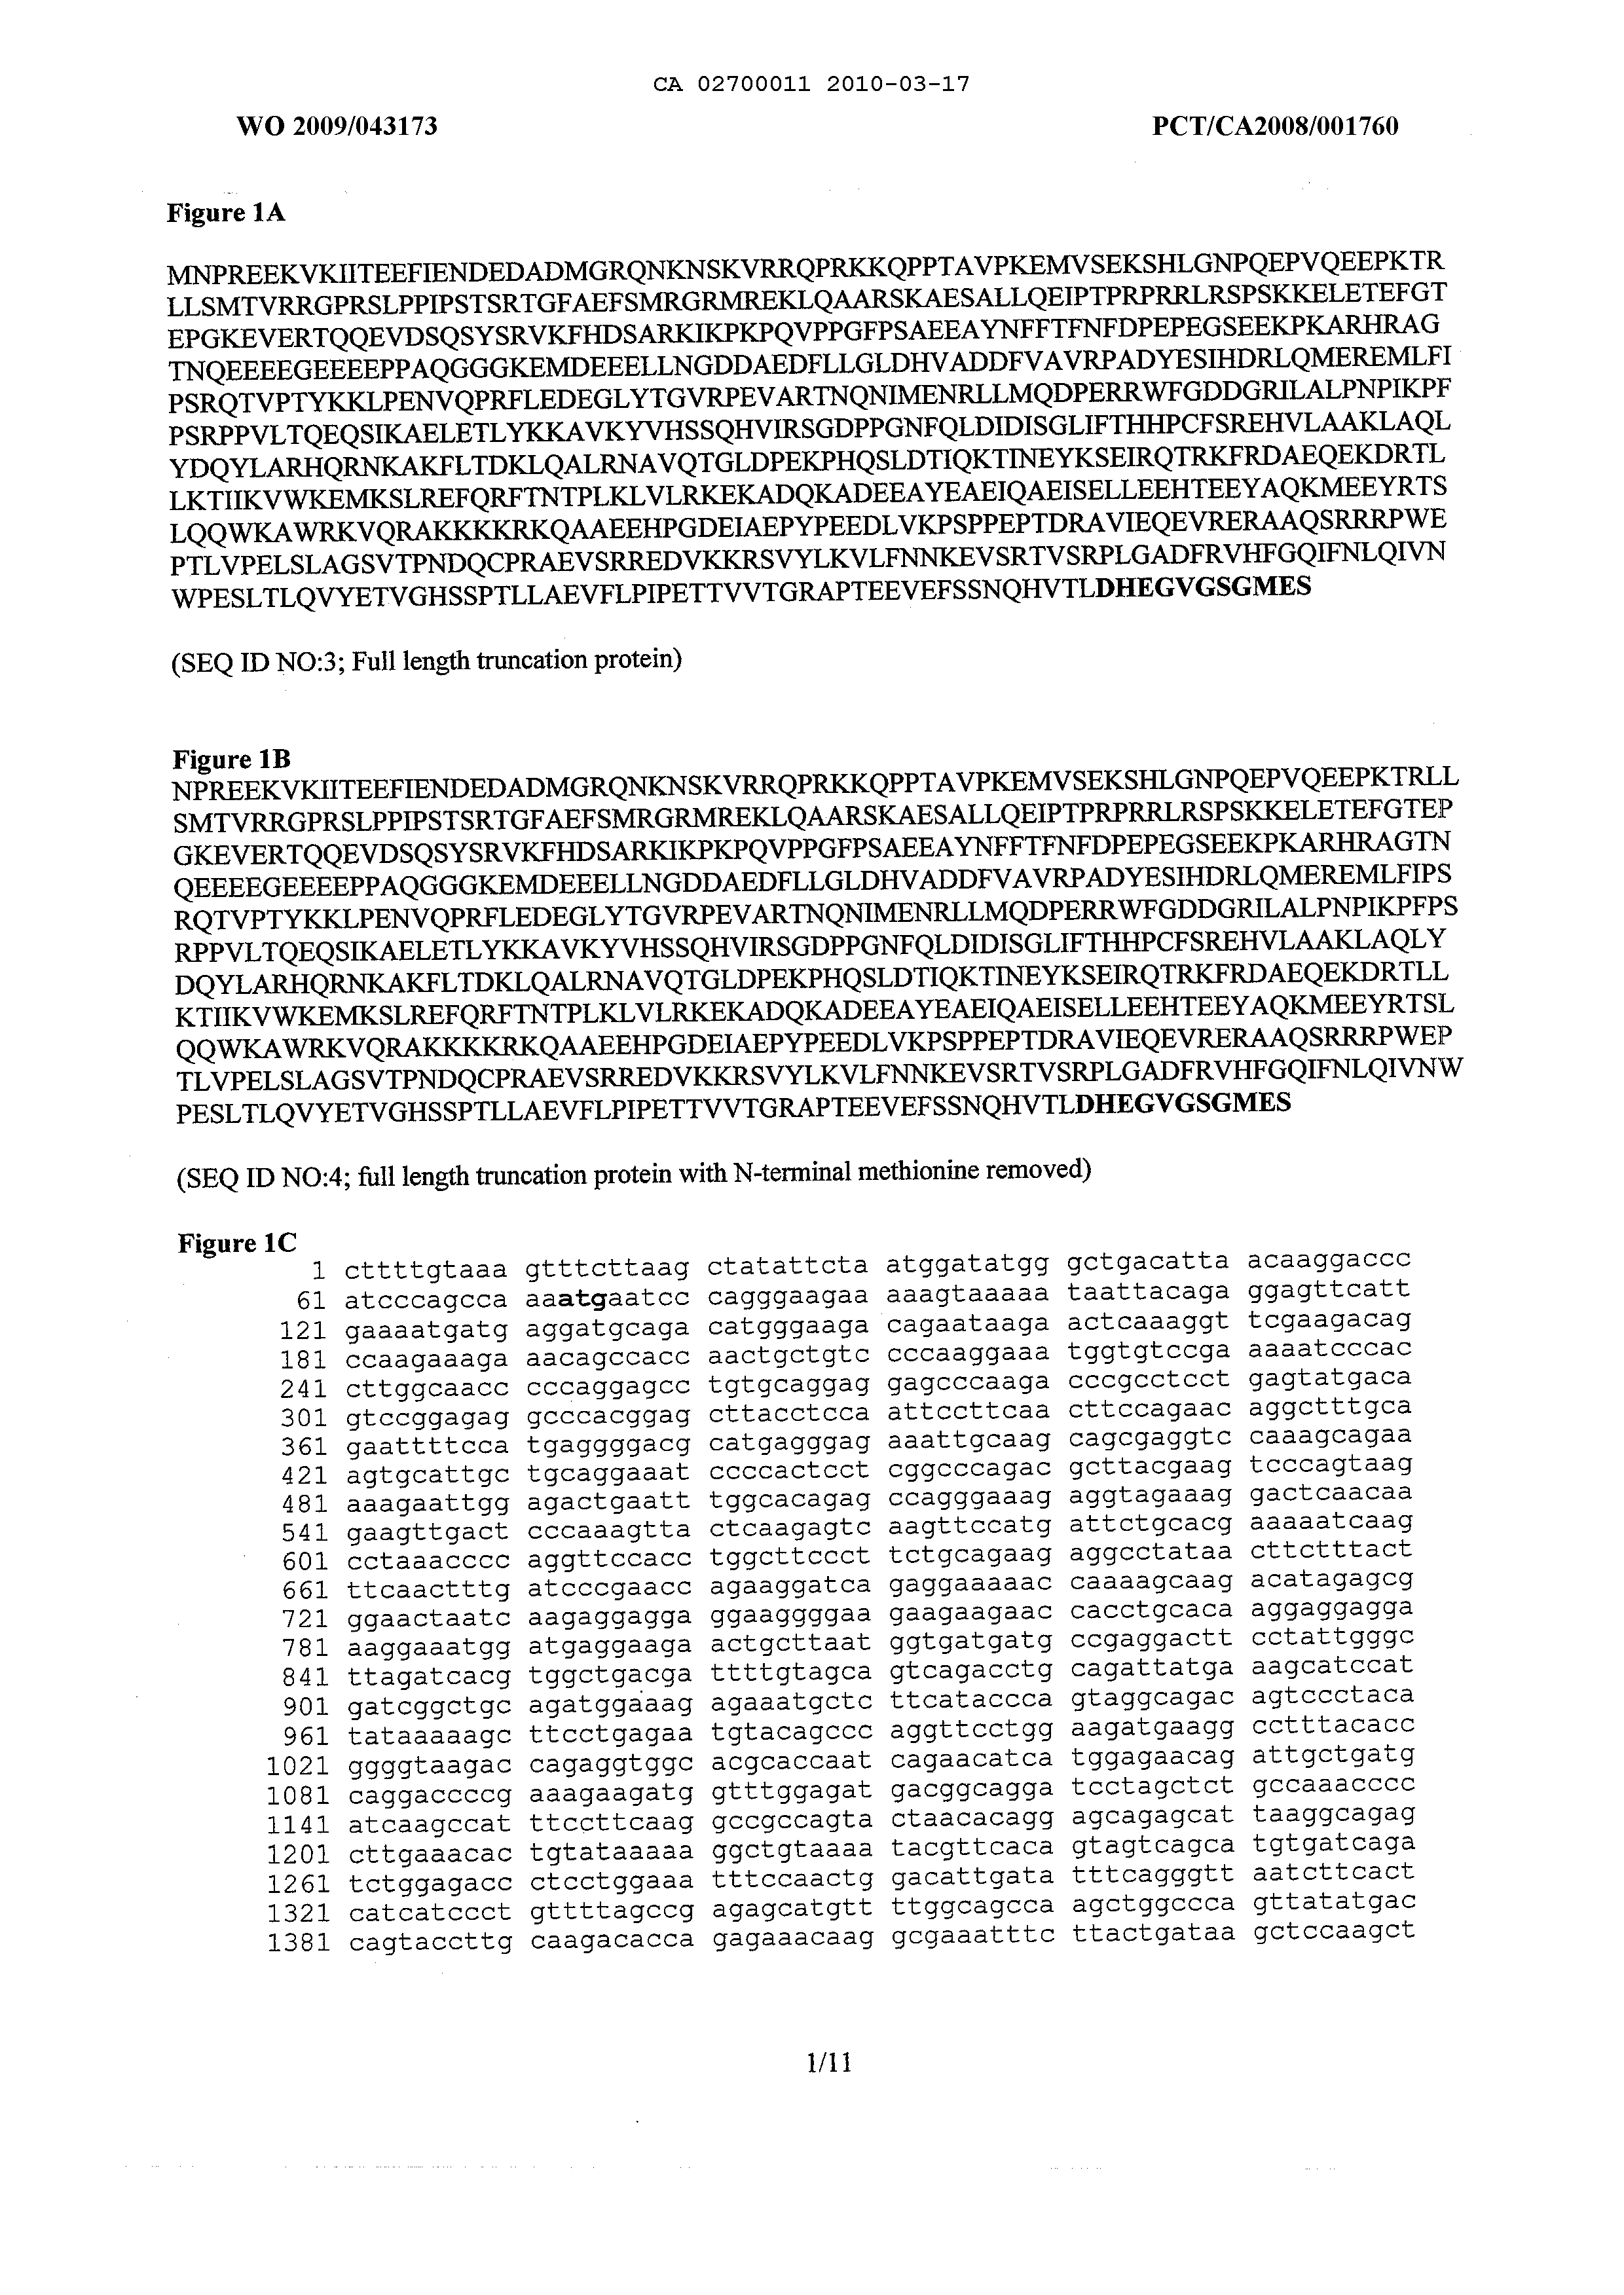 CA 02700011 2010-03-17
WO 2009/043173 PCT/CA2008/001760
Figure 1A
MNPREEKVKIITEEFIENDEDADMGRQNKNSKVRRQPRKKQPPTAVPKEMVSEKSHLGNPQEPVQEEPKTR
LLSMTVRRGPRSLPPIPSTSRTGFAEFSMRGRMREKLQAARSKAESALLQEIPTPRPRRLRSPSKKELETEFGT
EPGKEVERTQQEVDSQSYSRVKFHDSARKIKPKPQVPPGFPSAEEAYNFFTFNFDPEPEGSEEKPKARHRAG
TNQEEEEGEEEEPPAQGGGKEMDEEELLNGDDAEDFLLGLDHVADDFVAVRPADYESIHDRLQMEREMLFI
PSRQTVPTYKKLPENVQPRFLEDEGLYTGVRPEVARTNQNIMENRLLMQDPERRWFGDDGRILALPNPIKPF
PSRPPVLTQEQSIKAELETLYKKAVKYVHSSQHVIRSGDPPGNFQLDIDISGLIFTHHPCFSREHVLAAKLAQL
YDQYLARHQRNKAKFLTDKLQALRNAVQTGLDPEKPHQSLDTIQKTINEYKSEIRQTRKFRDAEQEKDRTL
LKTIIKVWKEMKSLREFQRFTNTPLKLVLRKEKADQKADEEAYEAEIQAEISELLEEHTEEYAQKMEEYRTS
LQQWKAWRKVQRAKKKKRKQAAEEHPGDEIAEPYPEEDLVKPSPPEPTDRAVIEQEVRERAAQSRRRPWE
PTLVPELSLAGSVTPNDQCPRAEVSRREDVKKRSVYLKVLFNNKEVSRTVSRPLGADFRVHFGQIFNLQIVN
WPESLTLQVYETVGHSSPTLLAEVFLPIPETTVVTGRAPTEEVEFSSNQHVTLDHEGVGSGMES
(SEQ ID NO:3; Full length truncation protein)
Figure 1B
NPREEKVKIITEEFIENDEDADMGRQNKNSKVRRQPRKKQPPTAVPKEMVSEKSHLGNPQEPVQEEPKTRLL
SMTVRRGPRSLPPIPSTSRTGFAEFSMRGRMREKLQAARSKAESALLQEIPTPRPRRLRSPSKKELETEFGTEP
GKEVERTQQEVDSQSYSRVKFHDSARKIKPKPQVPPGFPSAEEAYNFFTFNFDPEPEGSEEKPKARHRAGTN
QEEEEGEEEEPPAQGGGKEMDEEELLNGDDAEDFLLGLDHVADDFVAVRPADYESIHDRLQMEREMLFIPS
RQTVPTYKKLPENVQPRFLEDEGLYTGVRPEVARTNQNIMENRLLMQDPERRWFGDDGRILALPNPIKPFPS
RPPVLTQEQSIKAELETLYKKAVKYVHSSQHVIRSGDPPGNFQLDIDISGLIFTHHPCFSREHVLAAKLAQLY
DQYLARHQRNKAKFLTDKLQALRNAVQTGLDPEKPHQSLDTIQKTINEYKSEIRQTRKFRDAEQEKDRTLL
KTIIKVWKEMKSLREFQRFTNTPLKLVLRKEKADQKADEEAYEAEIQAEISELLEEHTEEYAQKMEEYRTSL
QQWKAWRKVQRAKKKKRKQAAEEHPGDEIAEPYPEEDLVKPSPPEPTDRAVIEQEVRERAAQSRRRPWEP
TLVPELSLAGSVTPNDQCPRAEVSRREDVKKRSVYLKVLFNNKEVSRTVSRPLGADFRVHFGQIFNLQIVNW
PESLTLQVYETVGHSSPTLLAEVFLPIPETTVVTGRAPTEEVEFSSNQHVTLDHEGVGSGMES
(SEQ ID NO:4; full length truncation protein with N-terminal methionine removed)
Figure 1C
1 cttttgtaaa gtttcttaag ctatattcta atggatatgg gctgacatta acaaggaccc
61 atcccagcca aaatgaatcc cagggaagaa aaagtaaaaa taattacaga ggagttcatt
121 gaaaatgatg aggatgcaga catgggaaga cagaataaga actcaaaggt tcgaagacag
181 ccaagaaaga aacagccacc aactgctgtc cccaaggaaa tggtgtccga aaaatcccac
241 cttggcaacc cccaggagcc tgtgcaggag gagcccaaga cccgcctcct gagtatgaca
301 gtccggagag gcccacggag cttacctcca attccttcaa cttccagaac aggctttgca
361 gaattttcca tgaggggacg catgagggag aaattgcaag cagcgaggtc caaagcagaa
421 agtgcattgc tgcaggaaat ccccactcct cggcccagac gcttacgaag tcccagtaag
481 aaagaattgg agactgaatt tggcacagag ccagggaaag aggtagaaag gactcaacaa
541 gaagttgact cccaaagtta ctcaagagtc aagttccatg attctgcacg aaaaatcaag
601 cctaaacccc aggttccacc tggcttccct tctgcagaag aggcctataa cttctttact
661 ttcaactttg atcccgaacc agaaggatca gaggaaaaac caaaagcaag acatagagcg
721 ggaactaatc aagaggagga ggaaggggaa gaagaagaac cacctgcaca aggaggagga
781 aaggaaatgg atgaggaaga actgcttaat ggtgatgatg ccgaggactt cctattgggc
841 ttagatcacg tggctgacga ttttgtagca gtcagacctg cagattatga aagcatccat
901 gatcggctgc agatggaaag agaaatgctc ttcataccca gtaggcagac agtccctaca
961 tataaaaagc ttcctgagaa tgtacagccc aggttcctgg aagatgaagg cctttacacc
1021 ggggtaagac cagaggtggc acgcaccaat cagaacatca tggagaacag attgctgatg
1081 caggaccccg aaagaagatg gtttggagat gacggcagga tcctagctct gccaaacccc
1141 atcaagccat ttccttcaag gccgccagta ctaacacagg agcagagcat taaggcagag
1201 cttgaaacac tgtataaaaa ggctgtaaaa tacgttcaca gtagtcagca tgtgatcaga
1261 tctggagacc ctcctggaaa tttccaactg gacattgata tttcagggtt aatcttcact
1321 catcatccct gttttagccg agagcatgtt ttggcagcca agctggccca gttatatgac
1381 cagtaccttg caagacacca gagaaacaag gcgaaatttc ttactgataa gctccaagct
1/11